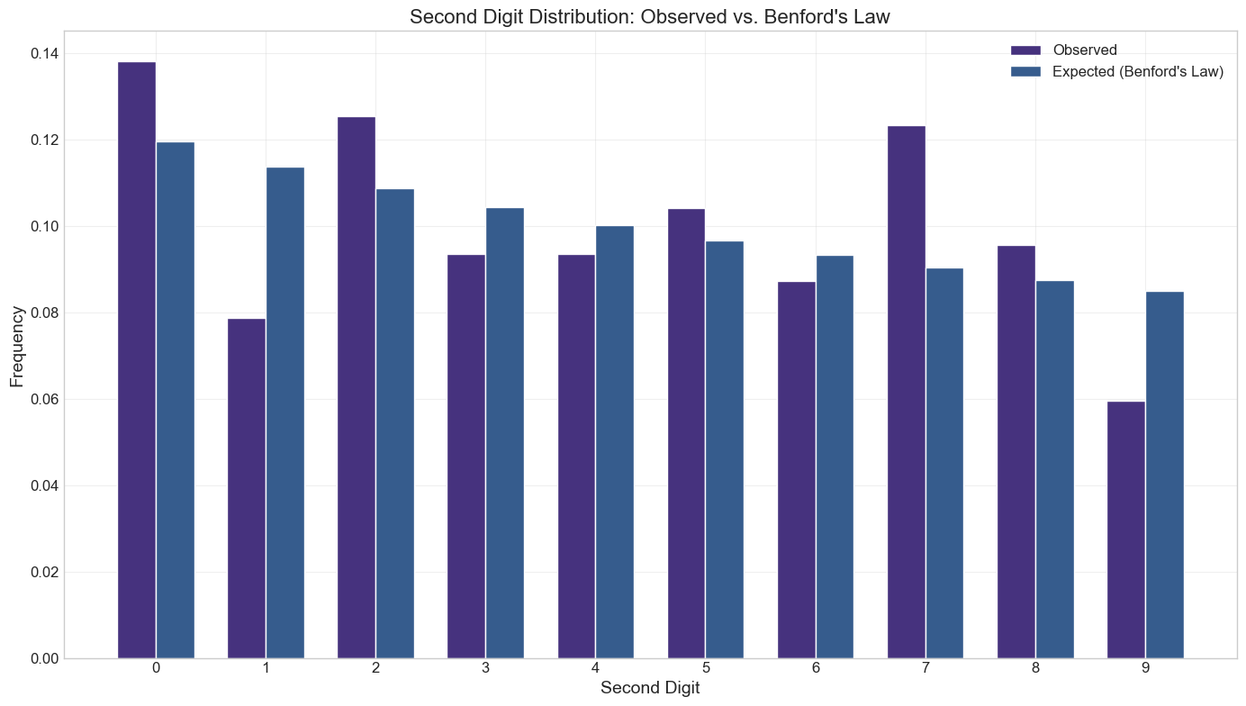 Second Digit Distribution: Observed vs. Benford's Law
Observed
Expected (Benford's Law)
0.14
0.12
0.10
0.08
0.06
0.04
0.02
0.00
Frequency
0 1 2 3 4 5 6 7 8 9
Second Digit